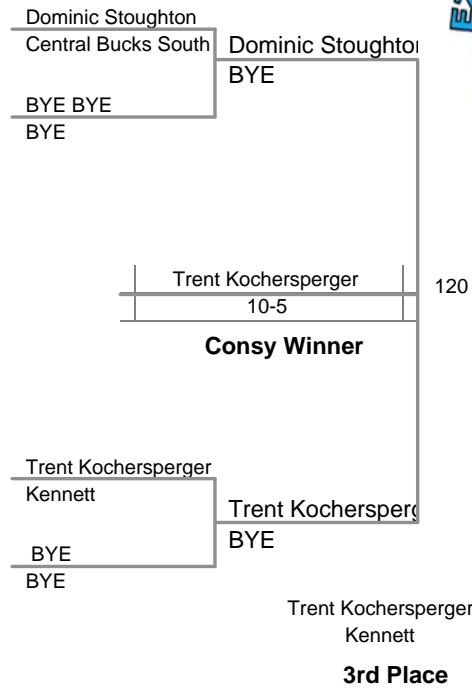 Dominic Stoughton
Central Bucks South
Dominic Stoughton
BYE
BYE BYE
BYE
Trent Kochersperger
120
10-5
Consy Winner
Trent Kochersperger
Kennett
Trent Kochersperg
BYE
BYE
BYE
Trent Kochersperger
Kennett
3rd Place